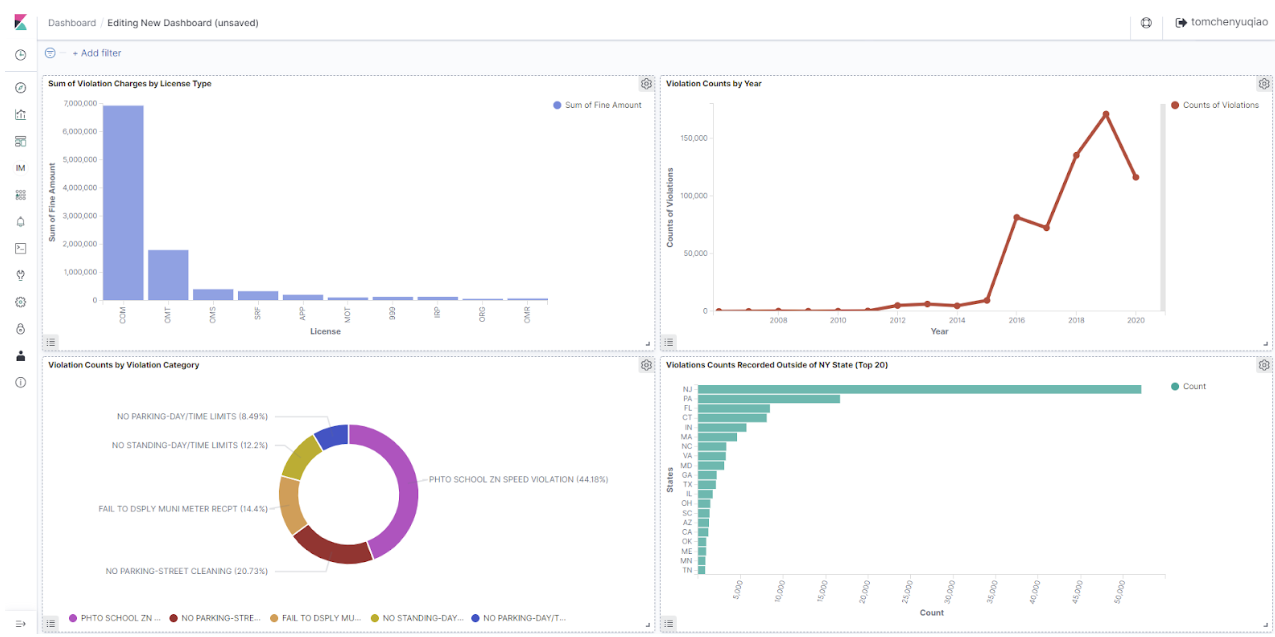 Dashboard / Editing New Dashboard (unsaved)
tomchenyuqiao
+ Add filter
Sum of Violation Charges by License Type
7,000,000
6,000,000
5,000,000
4,000,000
3,000,000
2,000,000
1,000,000
0
Sum of Fine Amount
COM
OMT
OMS
SRF
APP
MOT
999
IRP
ORG
OMR
License
Sum of Fine Amount
Violation Counts by Year
150,000
100,000
50,000
0
Counts of Violations
2008
2010
2012
2014
2016
2018
2020
Year
Counts of Violations
IM
Violation Counts by Violation Category
NO PARKING-DAY/TIME LIMITS (8.49%)
NO STANDING-DAY/TIME LIMITS (12.2%)
PHTO SCHOOL ZN SPEED VIOLATION (44.18%)
FAIL TO DSPLY MUNI METER RECPT (14.4%)
NO PARKING-STREET CLEANING (20.73%)
PHTO SCHOOL ZN ...
NO PARKING-STRE...
FAIL TO DSPLY MU...
NO STANDING-DAY...
NO PARKING-DAY/T...
Violations Counts Recorded Outside of NY State (Top 20)
NJ
PA
FL
CT
IN
MA
NC
VA
MD
GA
TX
IL
OH
SC
AZ
CA
OK
ME
MN
TN
States
5,000
10,000
15,000
20,000
25,000
30,000
35,000
40,000
45,000
50,000
Count
Count